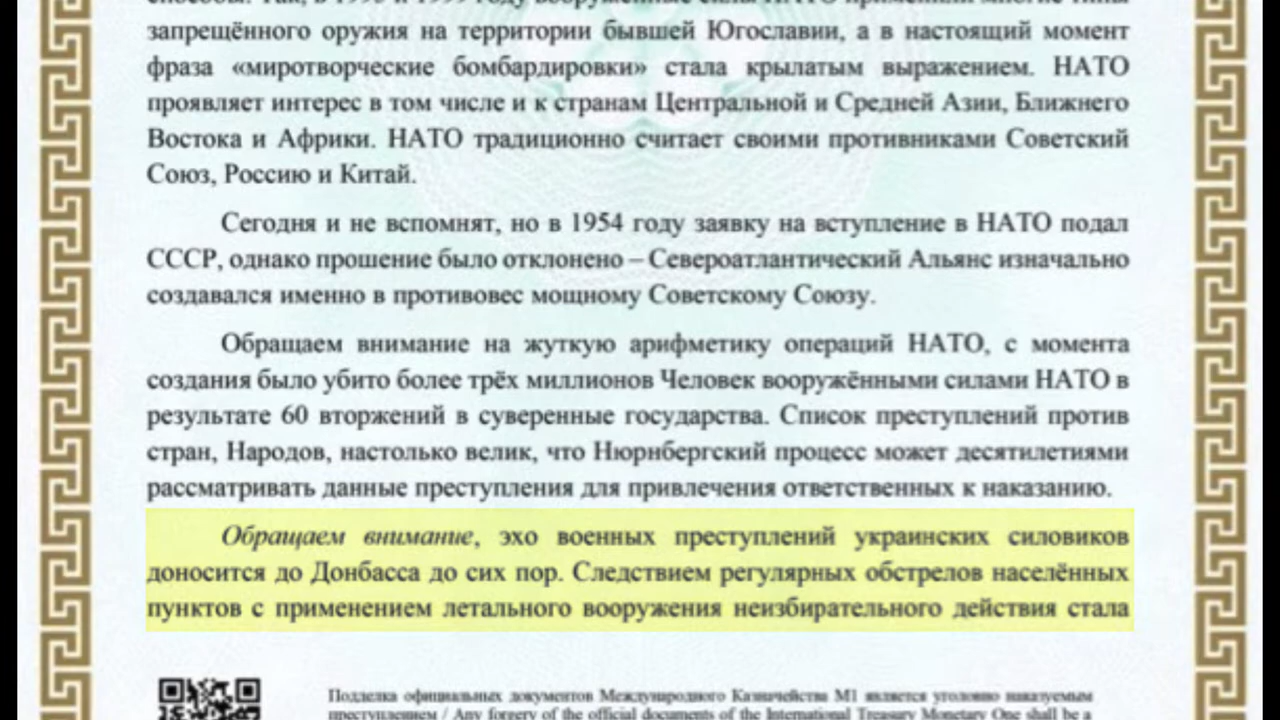 способы. Так, в 1995 и 1999 году вооружённые силы НАТО применяли многие типы
запрещённого оружия на территории бывшей Югославии, а в настоящий момент
фраза «миротворческие бомбардировки» стала крылатым выражением. НАТО
проявляет интерес в том числе и к странам Центральной и Средней Азии, Ближнего
Востока и Африки. НАТО традиционно считает своими противниками Советский
Союз, Россию и Китай.
Сегодня и не вспомнят, но в 1954 году заявку на вступление в НАТО подал
СССР, однако прошение было отклонено – Североатлантический Альянс изначально
создавался именно в противовес мощному Советскому Союзу.
Обращаем внимание на жуткую арифметику операций НАТО, с момента
создания было убито более трёх миллионов Человек вооружёнными силами НАТО в
результате 60 вторжений в суверенные государства. Список преступлений против
стран, Народов, настолько велик, что Нюрнбергский процесс может десятилетиями
рассматривать данные преступления для привлечения ответственных к наказанию.
Обращаем внимание, эхо военных преступлений украинских силовиков
доносится до Донбасса до сих пор. Следствием регулярных обстрелов населённых
пунктов с применением летального вооружения неизбирательного действия стала
Подделка официальных документов Международного Казначейства М1 является уголовно наказуемым
преступлением / Any forgery of the official documents of the International Treasury Monetary One shall be a